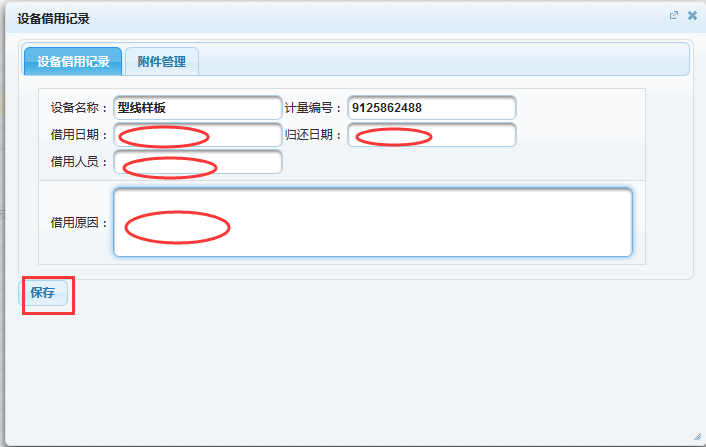 设备借用记录
设备借用记录 附件管理
设备名称： 型线样板 计量编号： 9125862488
借用日期： 归还日期：
借用人员：
借用原因：
保存